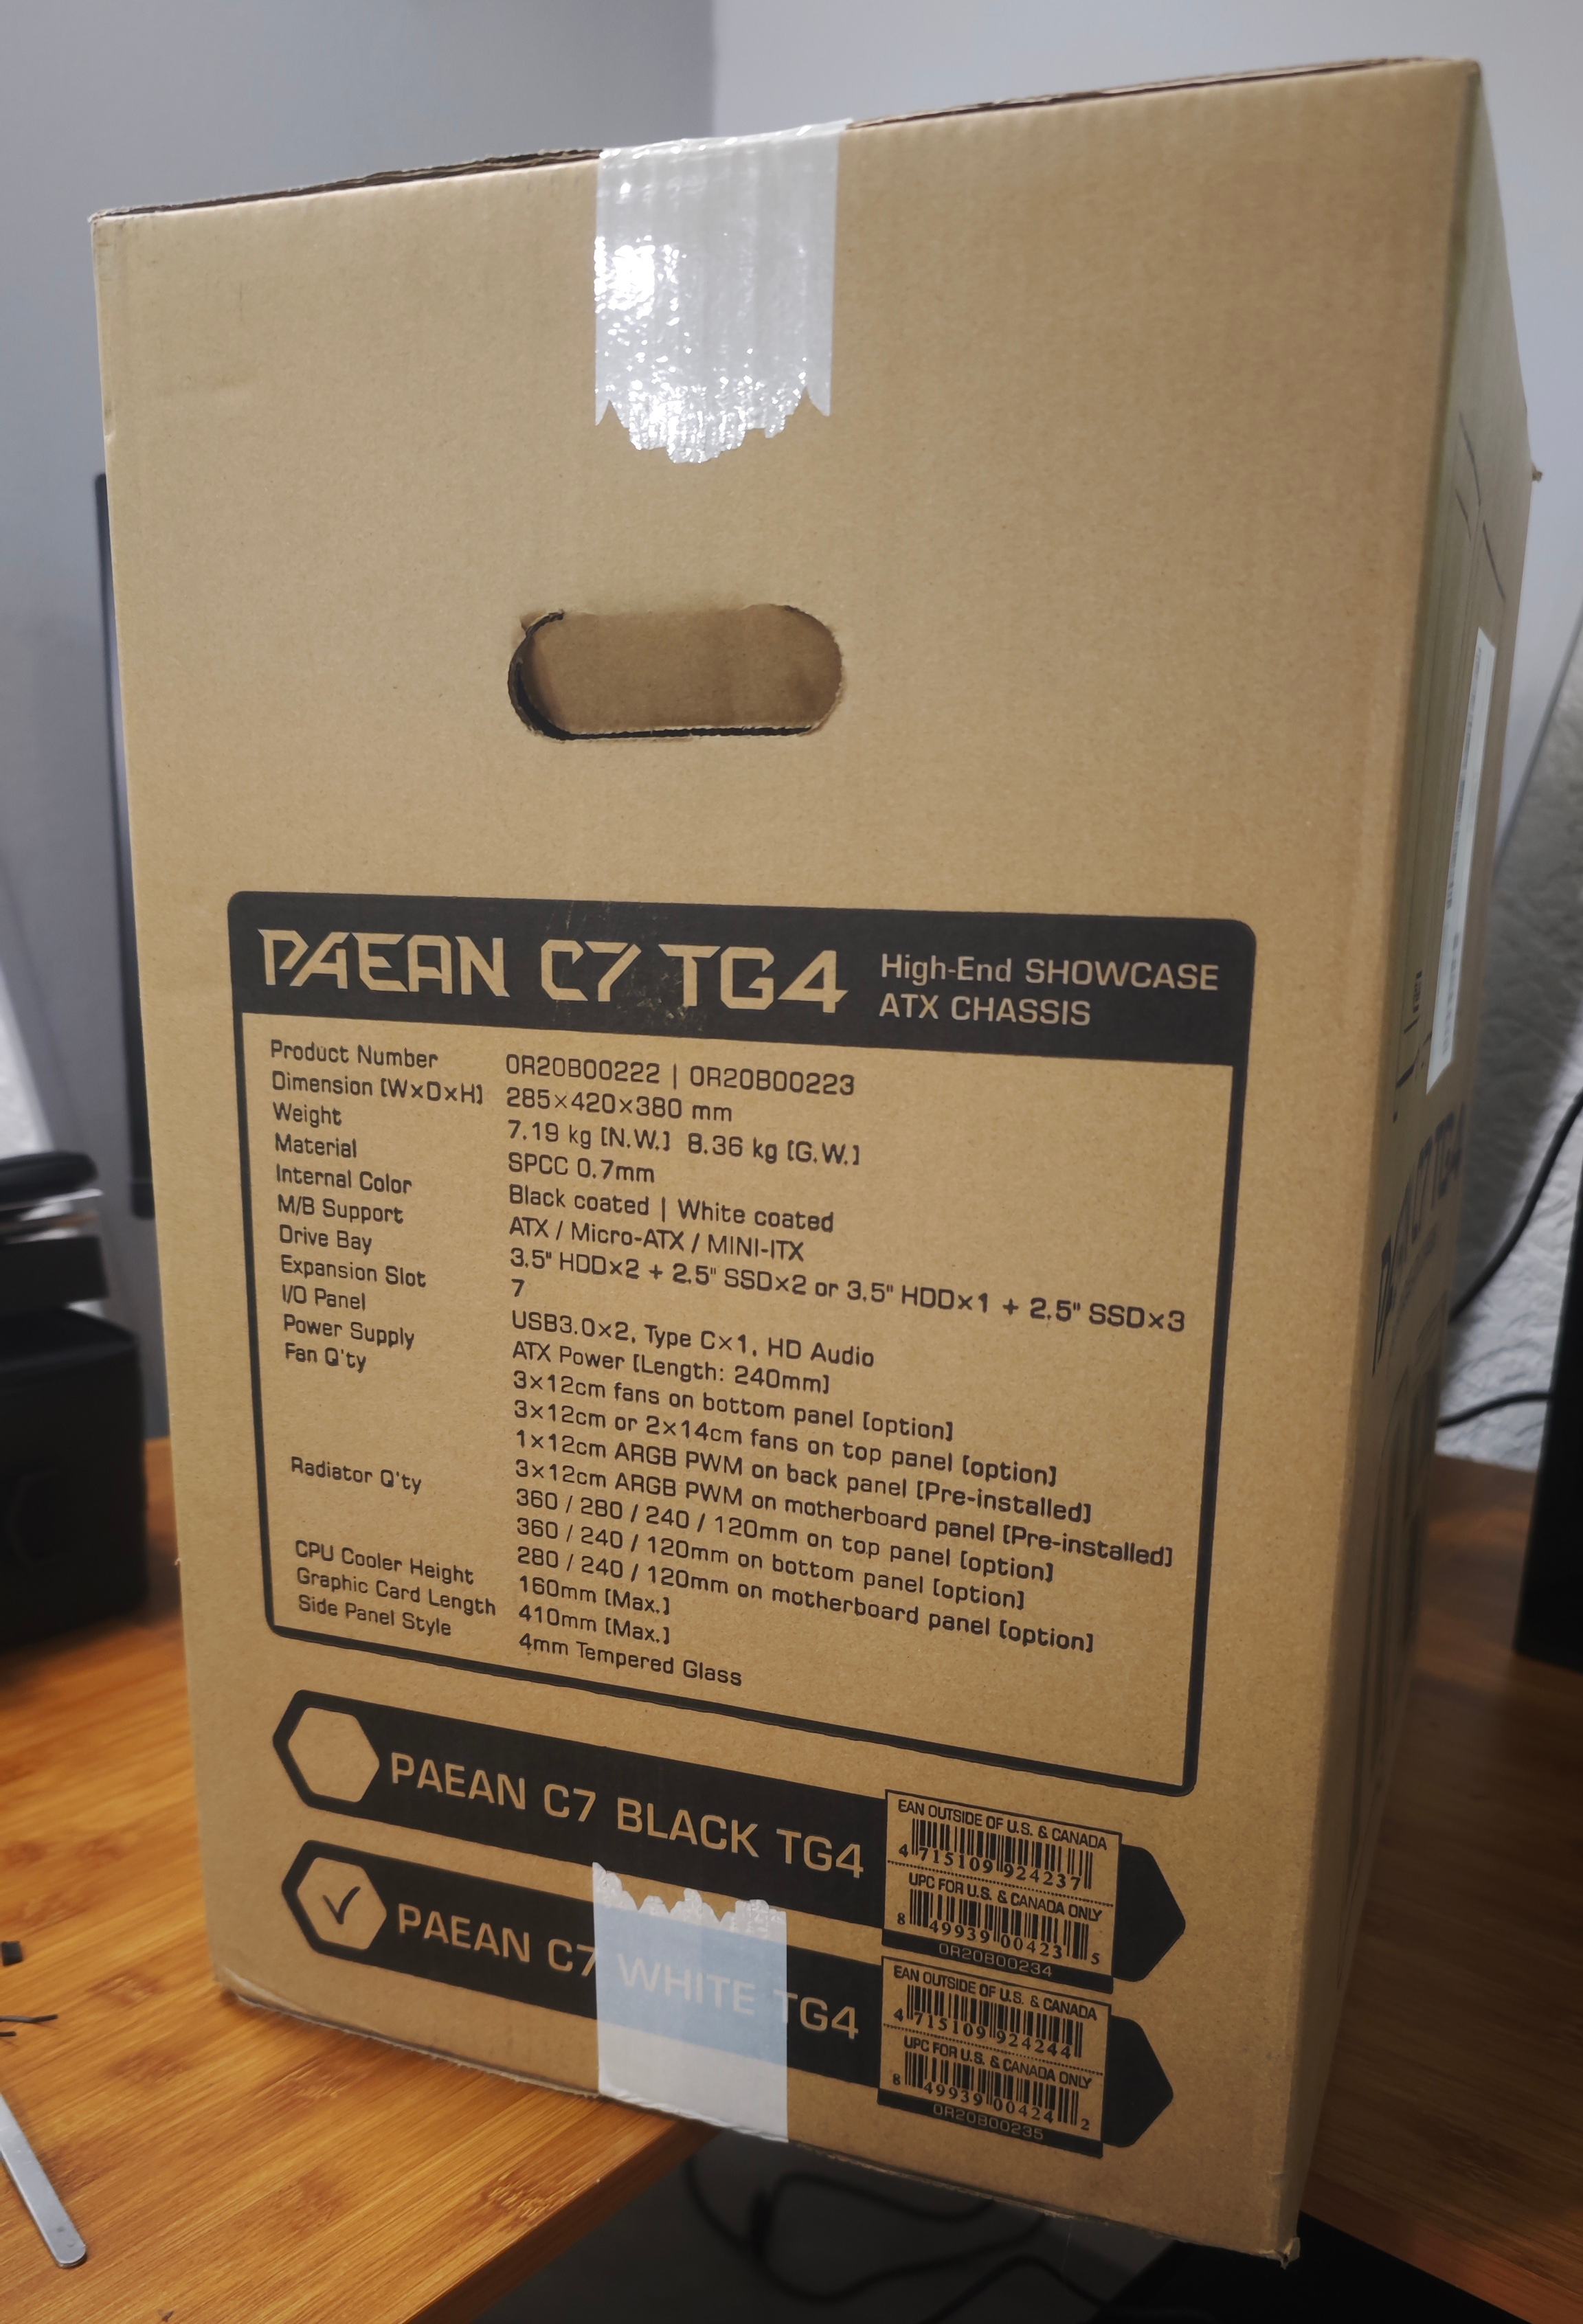 PAEAN C7 TG4
High-End SHOWCASE
ATX CHASSIS
Product Number 0R20B00222 | 0R20B00223
Dimension [W×D×H] 285×420×380 mm
Weight 7.19 kg [N.W.] 8.36 kg [G.W.]
Material SPCC 0.7mm
Internal Color Black coated | White coated
M/B Support ATX / Micro-ATX / MINI-ITX
Drive Bay 3.5" HDD×2 + 2.5" SSD×2 or 3.5" HDD×1 + 2.5" SSD×3
Expansion Slot 7
I/O Panel USB3.0×2, Type C×1, HD Audio
Power Supply ATX Power [Length: 240mm]
Fan Q'ty 3×12cm fans on bottom panel [option]
3×12cm or 2×14cm fans on top panel [option]
1×12cm ARGB PWM on back panel [Pre-installed]
3×12cm ARGB PWM on motherboard panel [Pre-installed]
Radiator Q'ty 360 / 280 / 240 / 120mm on top panel [option]
360 / 240 / 120mm on bottom panel [option]
280 / 240 / 120mm on motherboard panel [option]
CPU Cooler Height 160mm [Max.]
Graphic Card Length 410mm [Max.]
Side Panel Style 4mm Tempered Glass
PAEAN C7 BLACK TG4
EAN OUTSIDE OF U.S. & CANADA
4 715109 924237
UPC FOR U.S. & CANADA ONLY
8 49939 00423 5
0R20B00234
PAEAN C7 WHITE TG4
EAN OUTSIDE OF U.S. & CANADA
4 715109 924244
UPC FOR U.S. & CANADA ONLY
8 49939 00424 2
0R20B00235